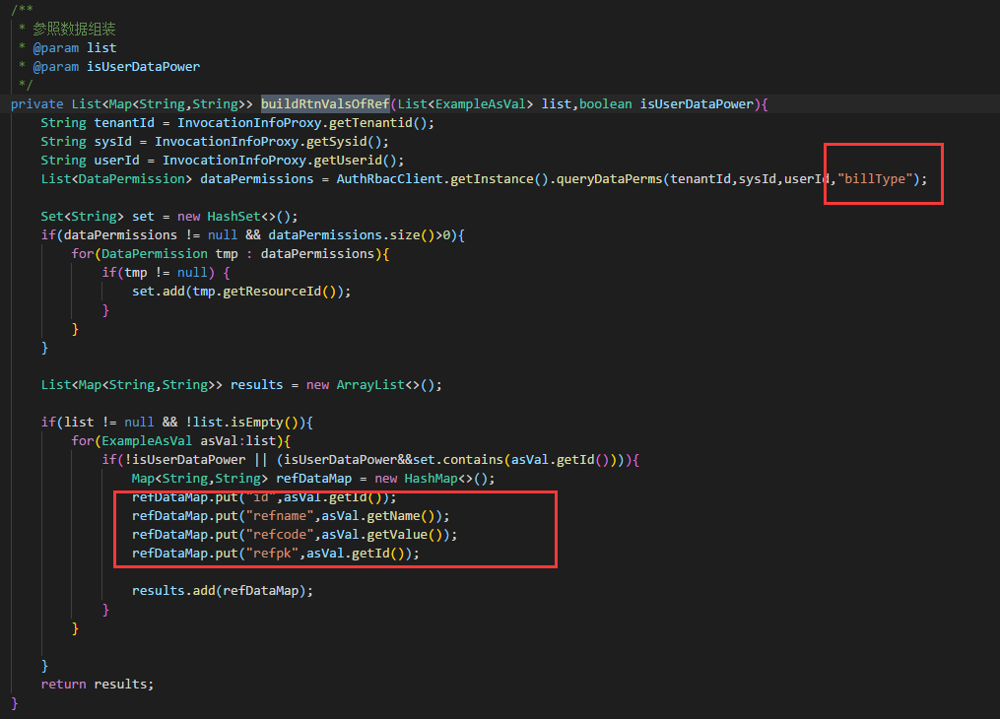 /**
 * 参照数据组装
 * @param list
 * @param isUserDataPower
 */
private List<Map<String,String>> buildRtnValsOfRef(List<ExampleAsVal> list,boolean isUserDataPower){
    String tenantId = InvocationInfoProxy.getTenantid();
    String sysId = InvocationInfoProxy.getSysid();
    String userId = InvocationInfoProxy.getUserid();
    List<DataPermission> dataPermissions = AuthRbacClient.getInstance().queryDataPerms(tenantId,sysId,userId,"billType");
    Set<String> set = new HashSet<>();
    if(dataPermissions != null && dataPermissions.size()>0){
        for(DataPermission tmp : dataPermissions){
            if(tmp != null) {
                set.add(tmp.getResourceId());
            }
        }
    }
    List<Map<String,String>> results = new ArrayList<>();
    if(list != null && !list.isEmpty()){
        for(ExampleAsVal asVal:list){
            if(!isUserDataPower || (isUserDataPower&&set.contains(asVal.getId()))){
                Map<String,String> refDataMap = new HashMap<>();
                refDataMap.put("id",asVal.getId());
                refDataMap.put("refname",asVal.getName());
                refDataMap.put("refcode",asVal.getValue());
                refDataMap.put("refpk",asVal.getId());
                results.add(refDataMap);
            }
        }
    }
    return results;
}